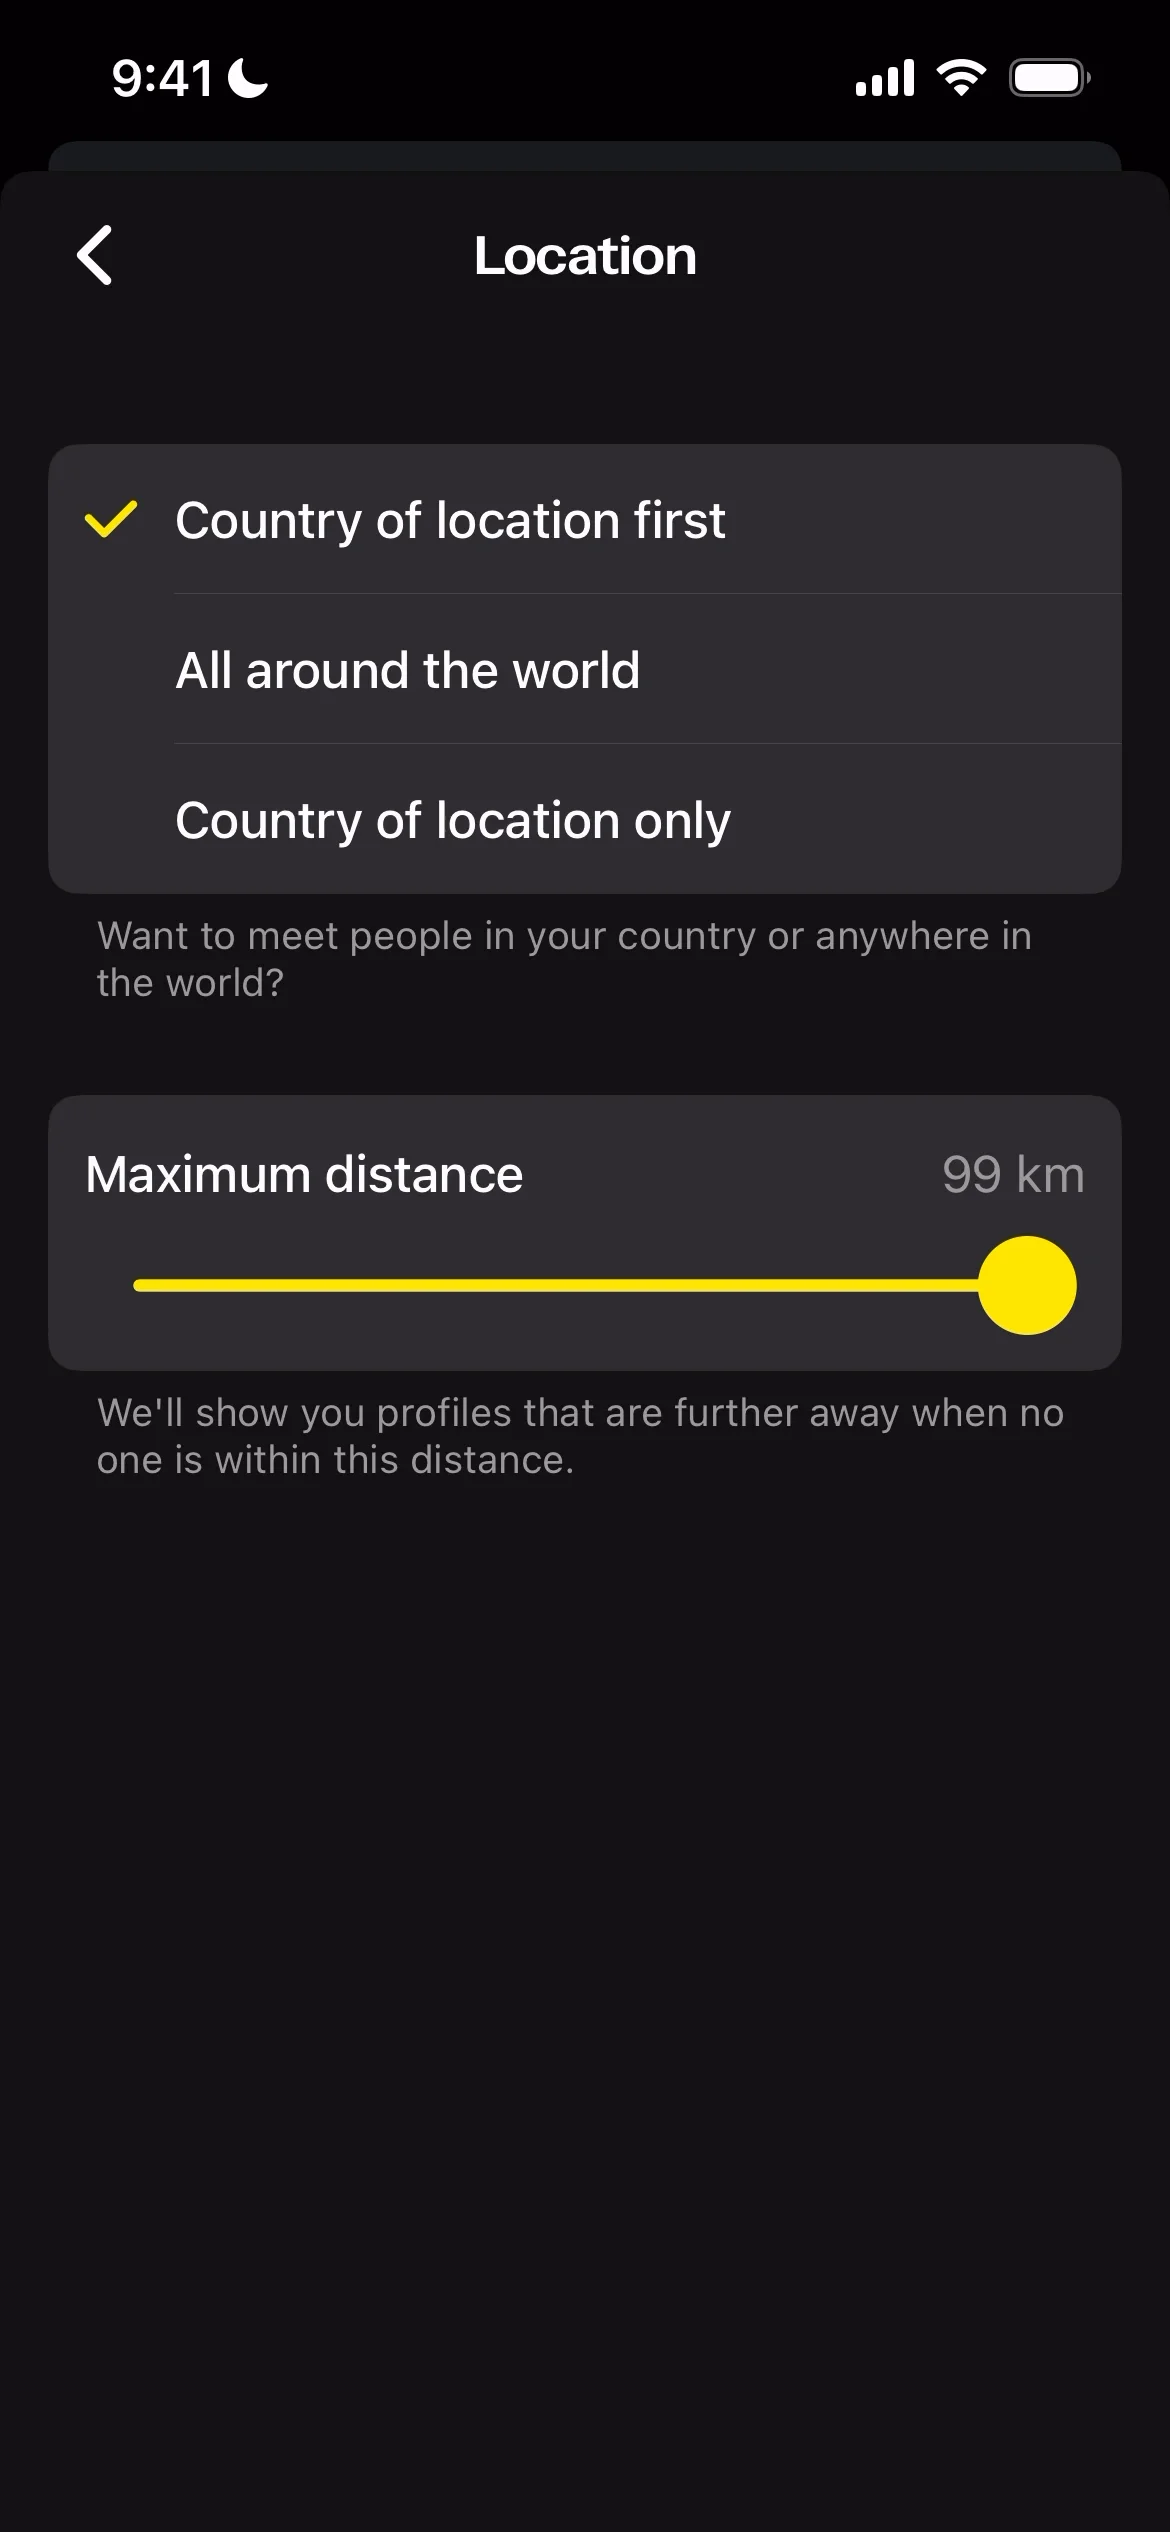 9:41
Location
Country of location first
All around the world
Country of location only
Want to meet people in your country or anywhere in
the world?
Maximum distance 99 km
We'll show you profiles that are further away when no
one is within this distance.